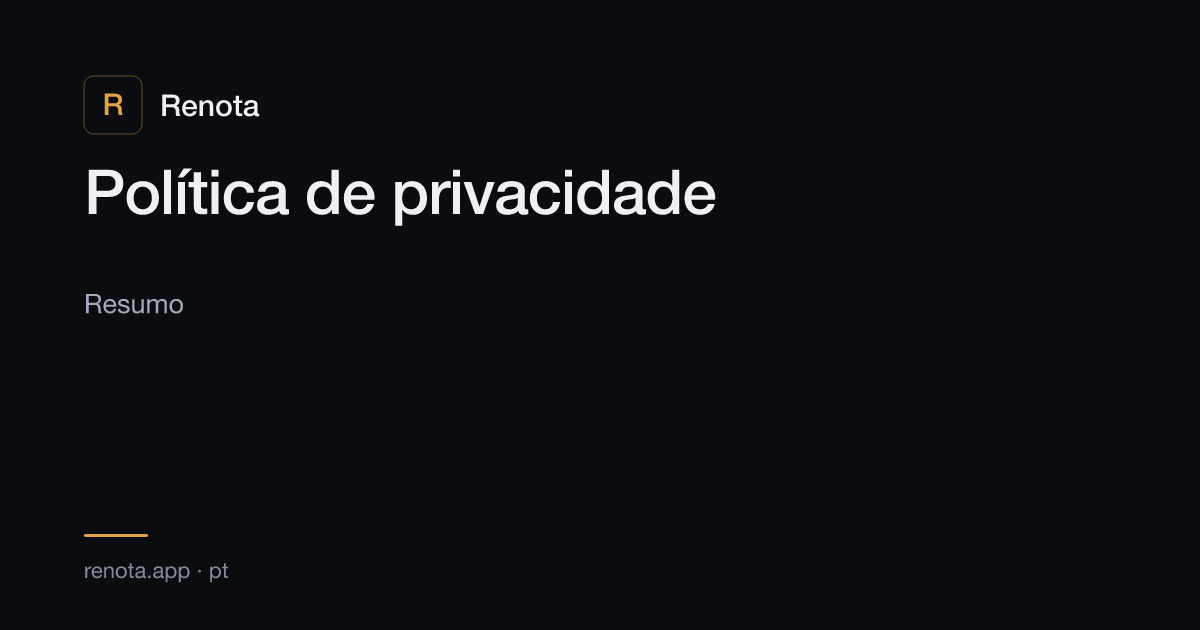 R
Renota
Política de privacidade
Resumo
renota.app · pt